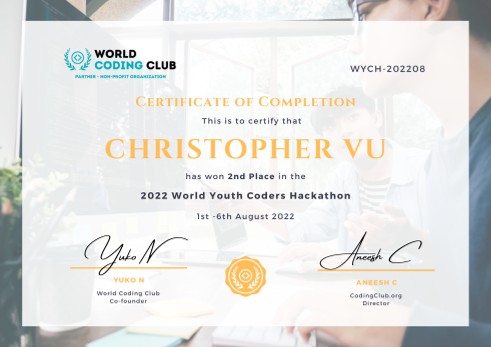 WORLD
CODING CLUB
PARTNER - NON-PROFIT ORGANIZATION
WYCH-202208
CERTIFICATE OF COMPLETION
This is to certify that
CHRISTOPHER VU
has won 2nd Place in the
2022 World Youth Coders Hackathon
1st -6th August 2022
Yuko N
Aneesh C
YUKO N
ANEESH C
World Coding Club
Co-founder
CodingClub.org
Director